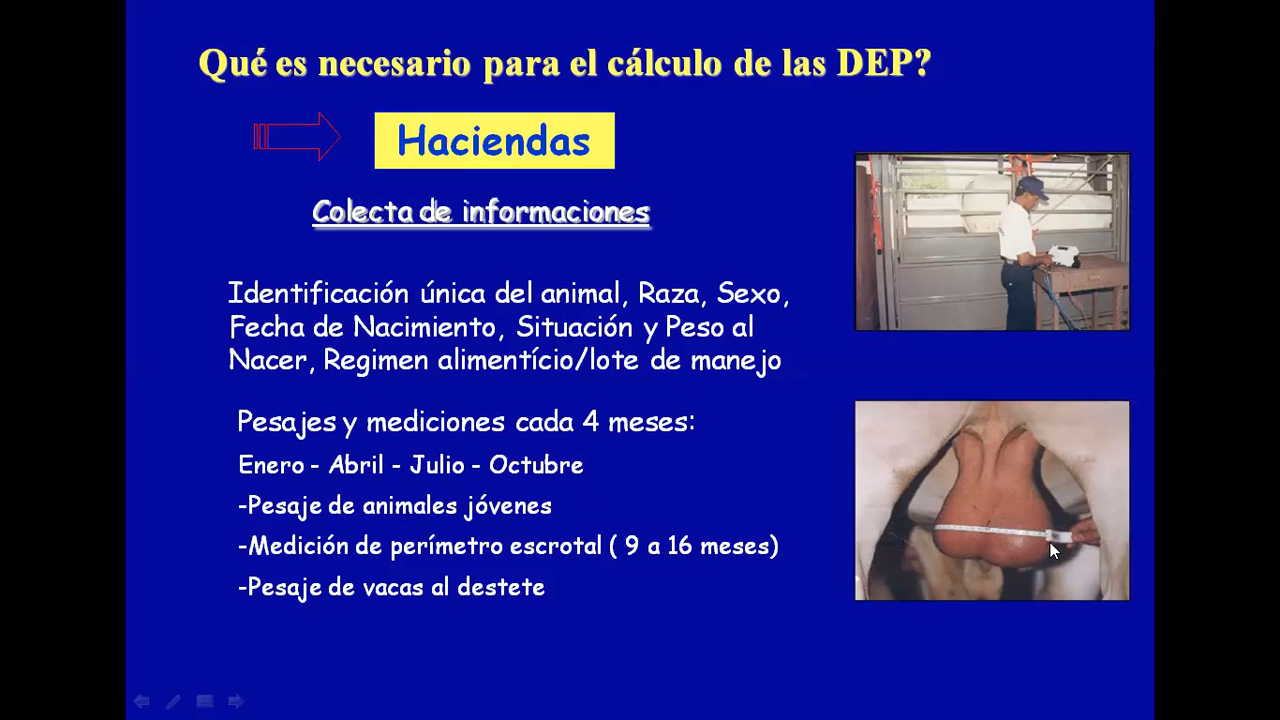 Qué es necesario para el cálculo de las DEP?
Haciendas
Colecta de informaciones
Identificación única del animal, Raza, Sexo,
Fecha de Nacimiento, Situación y Peso al
Nacer, Regimen alimentício/lote de manejo
Pesajes y mediciones cada 4 meses:
Enero - Abril - Julio - Octubre
-Pesaje de animales jóvenes
-Medición de perímetro escrotal ( 9 a 16 meses)
-Pesaje de vacas al destete